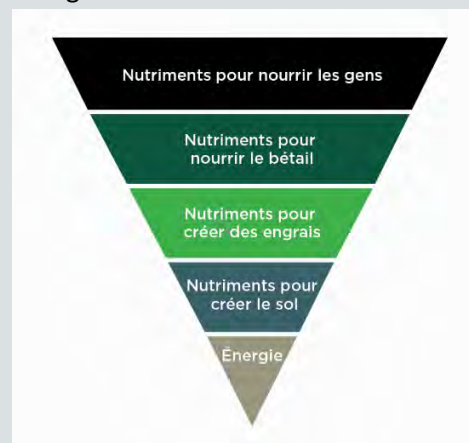 Nutriments pour nourrir les gens
Nutriments pour
nourrir le bétail
Nutriments pour
créer des engrais
Nutriments pour
créer le sol
Énergie